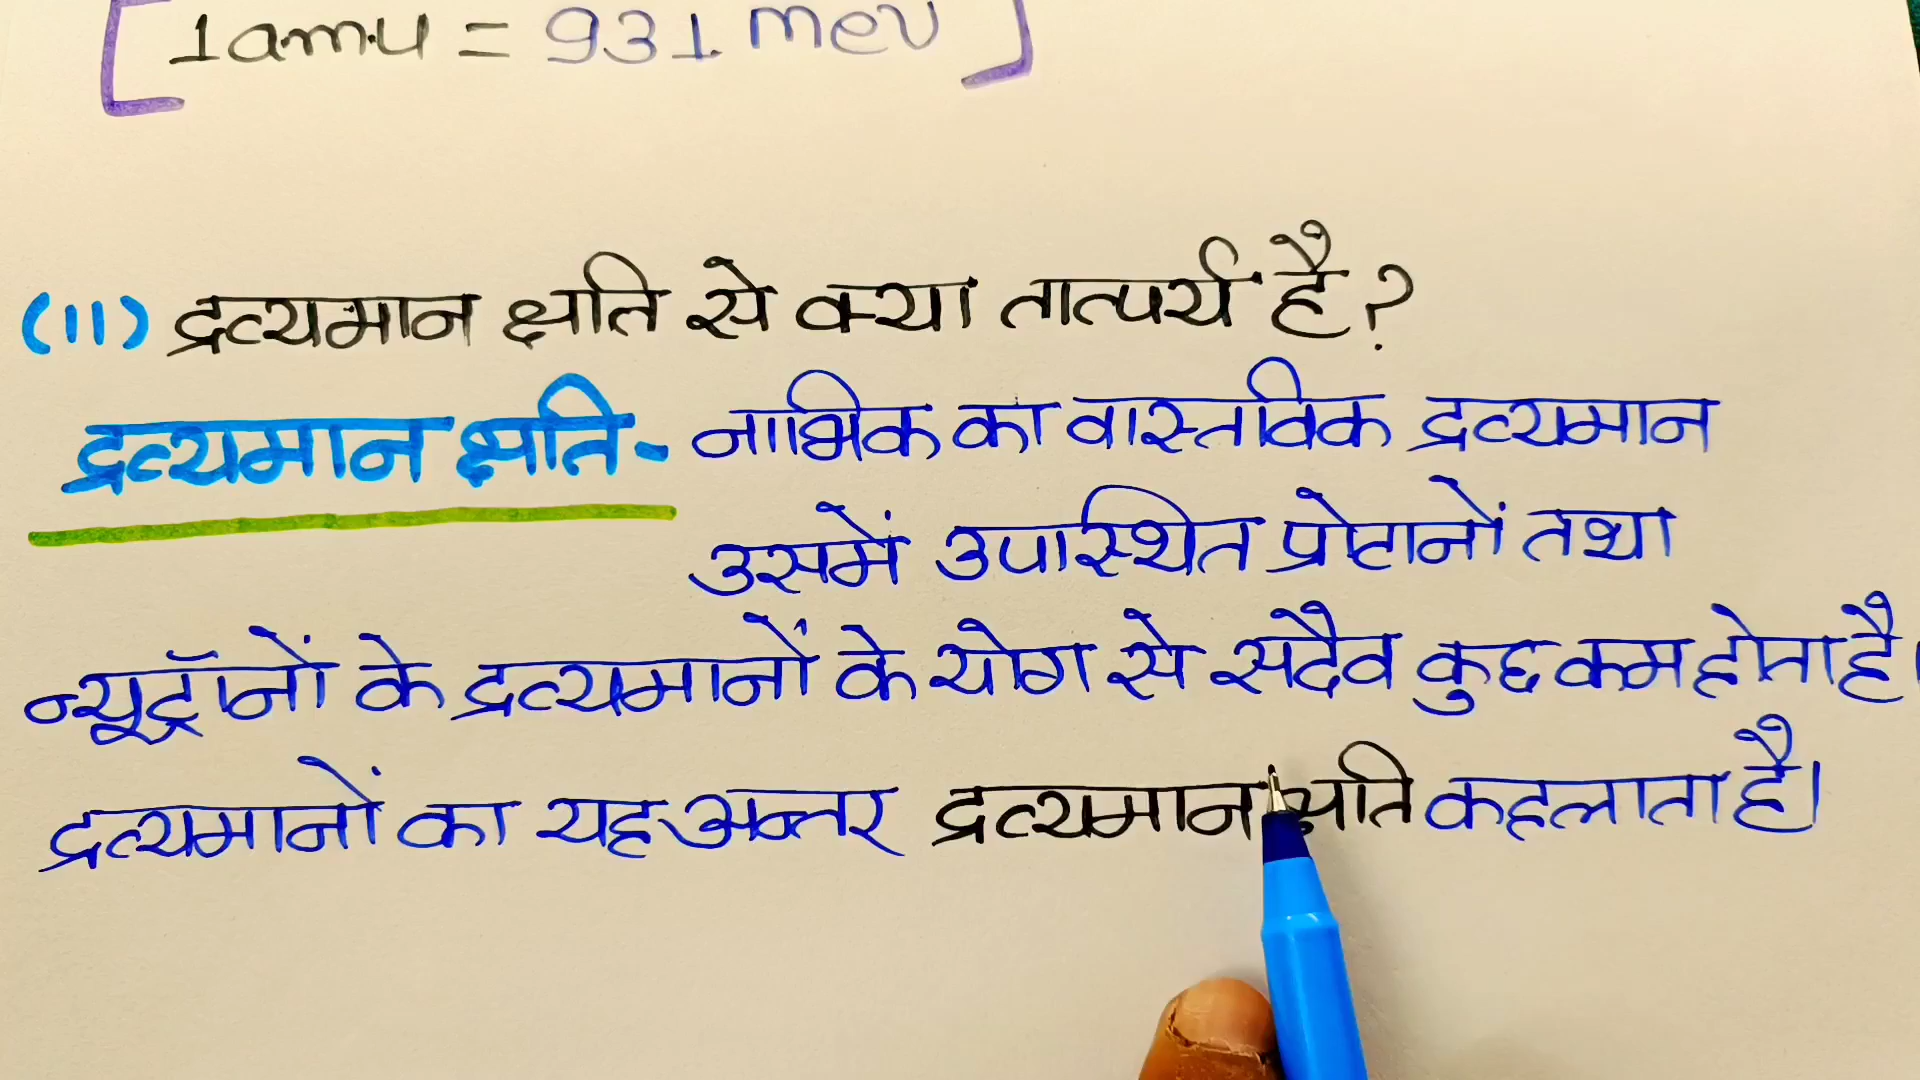 [1a.m.u = 931 mev]
(11) द्रव्यमान क्षति से क्या तात्पर्य है?
द्रव्यमान क्षति- नाभिक का वास्तविक द्रव्यमान
उसमें उपस्थित प्रोटानों तथा
न्यूट्रॉनों के द्रव्यमानों के योग से सदैव कुछ कम होता है।
द्रव्यमानों का यह अन्तर द्रव्यमान क्षति कहलाता है।